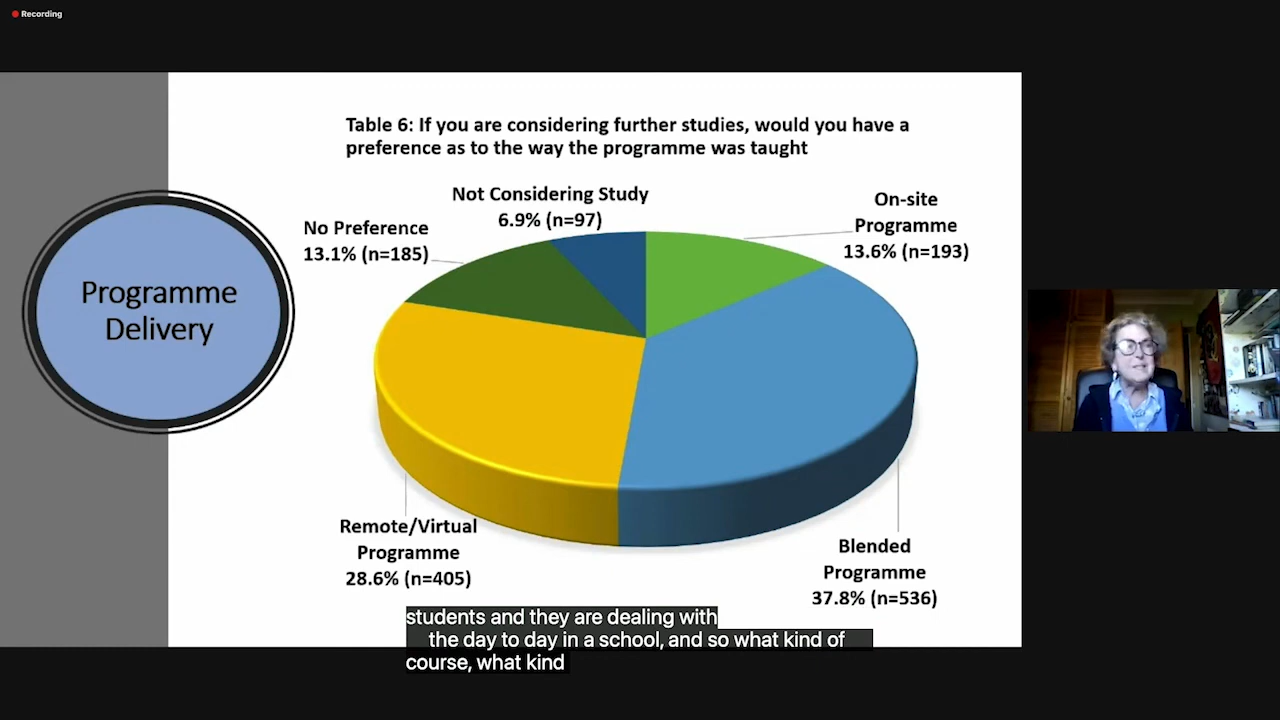 Recording
Table 6: If you are considering further studies, would you have a
preference as to the way the programme was taught
Programme
Delivery
Not Considering Study
6.9% (n=97)
On-site
Programme
13.6% (n=193)
No Preference
13.1% (n=185)
Remote/Virtual
Programme
28.6% (n=405)
Blended
Programme
37.8% (n=536)
students and they are dealing with
the day to day in a school, and so what kind of
course, what kind